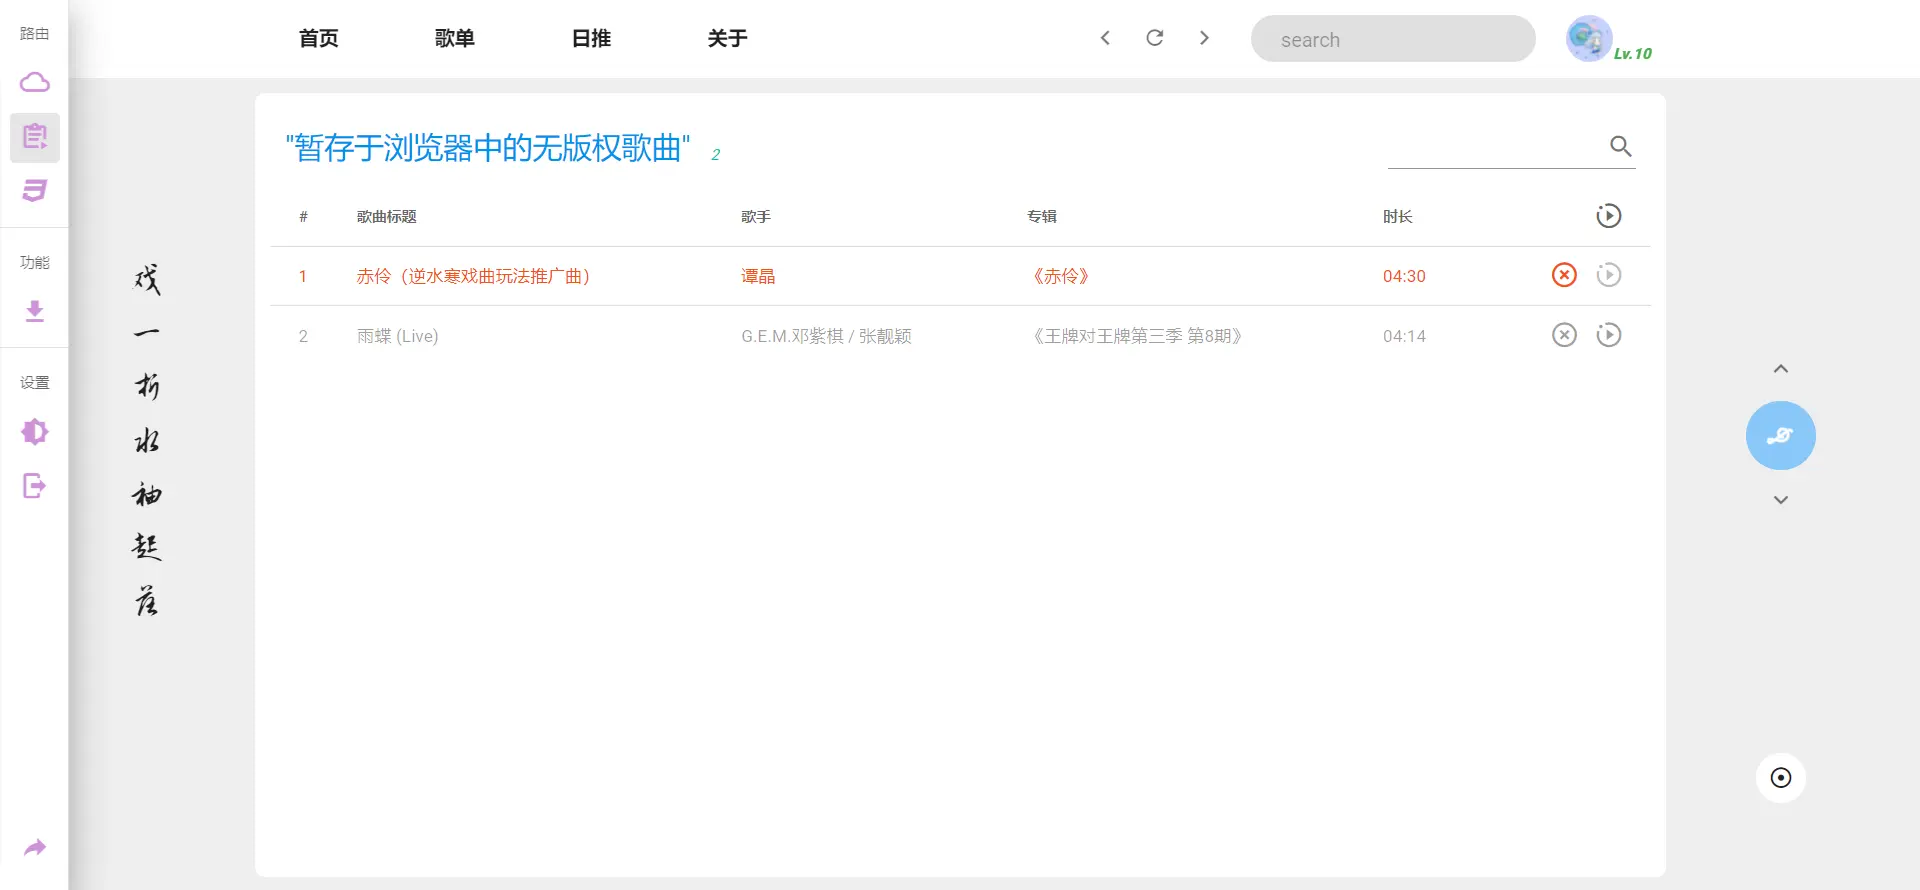 路由
功能
设置
首页 歌单 日推 关于
search
Lv.10
戏一折水袖起落
"暂存于浏览器中的无版权歌曲" 2
# 歌曲标题 歌手 专辑 时长
1 赤伶（逆水寒戏曲玩法推广曲） 谭晶 《赤伶》 04:30
2 雨蝶 (Live) G.E.M.邓紫棋 / 张靓颖 《王牌对王牌第三季 第8期》 04:14